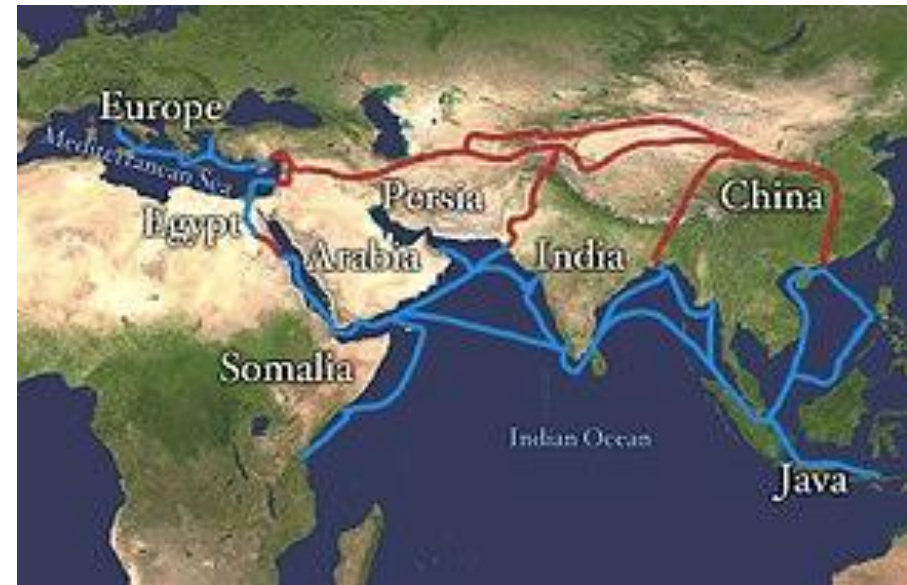 Europe
Mediterranean Sea
Egypt
Persia
Arabia
India
China
Somalia
Indian Ocean
Java